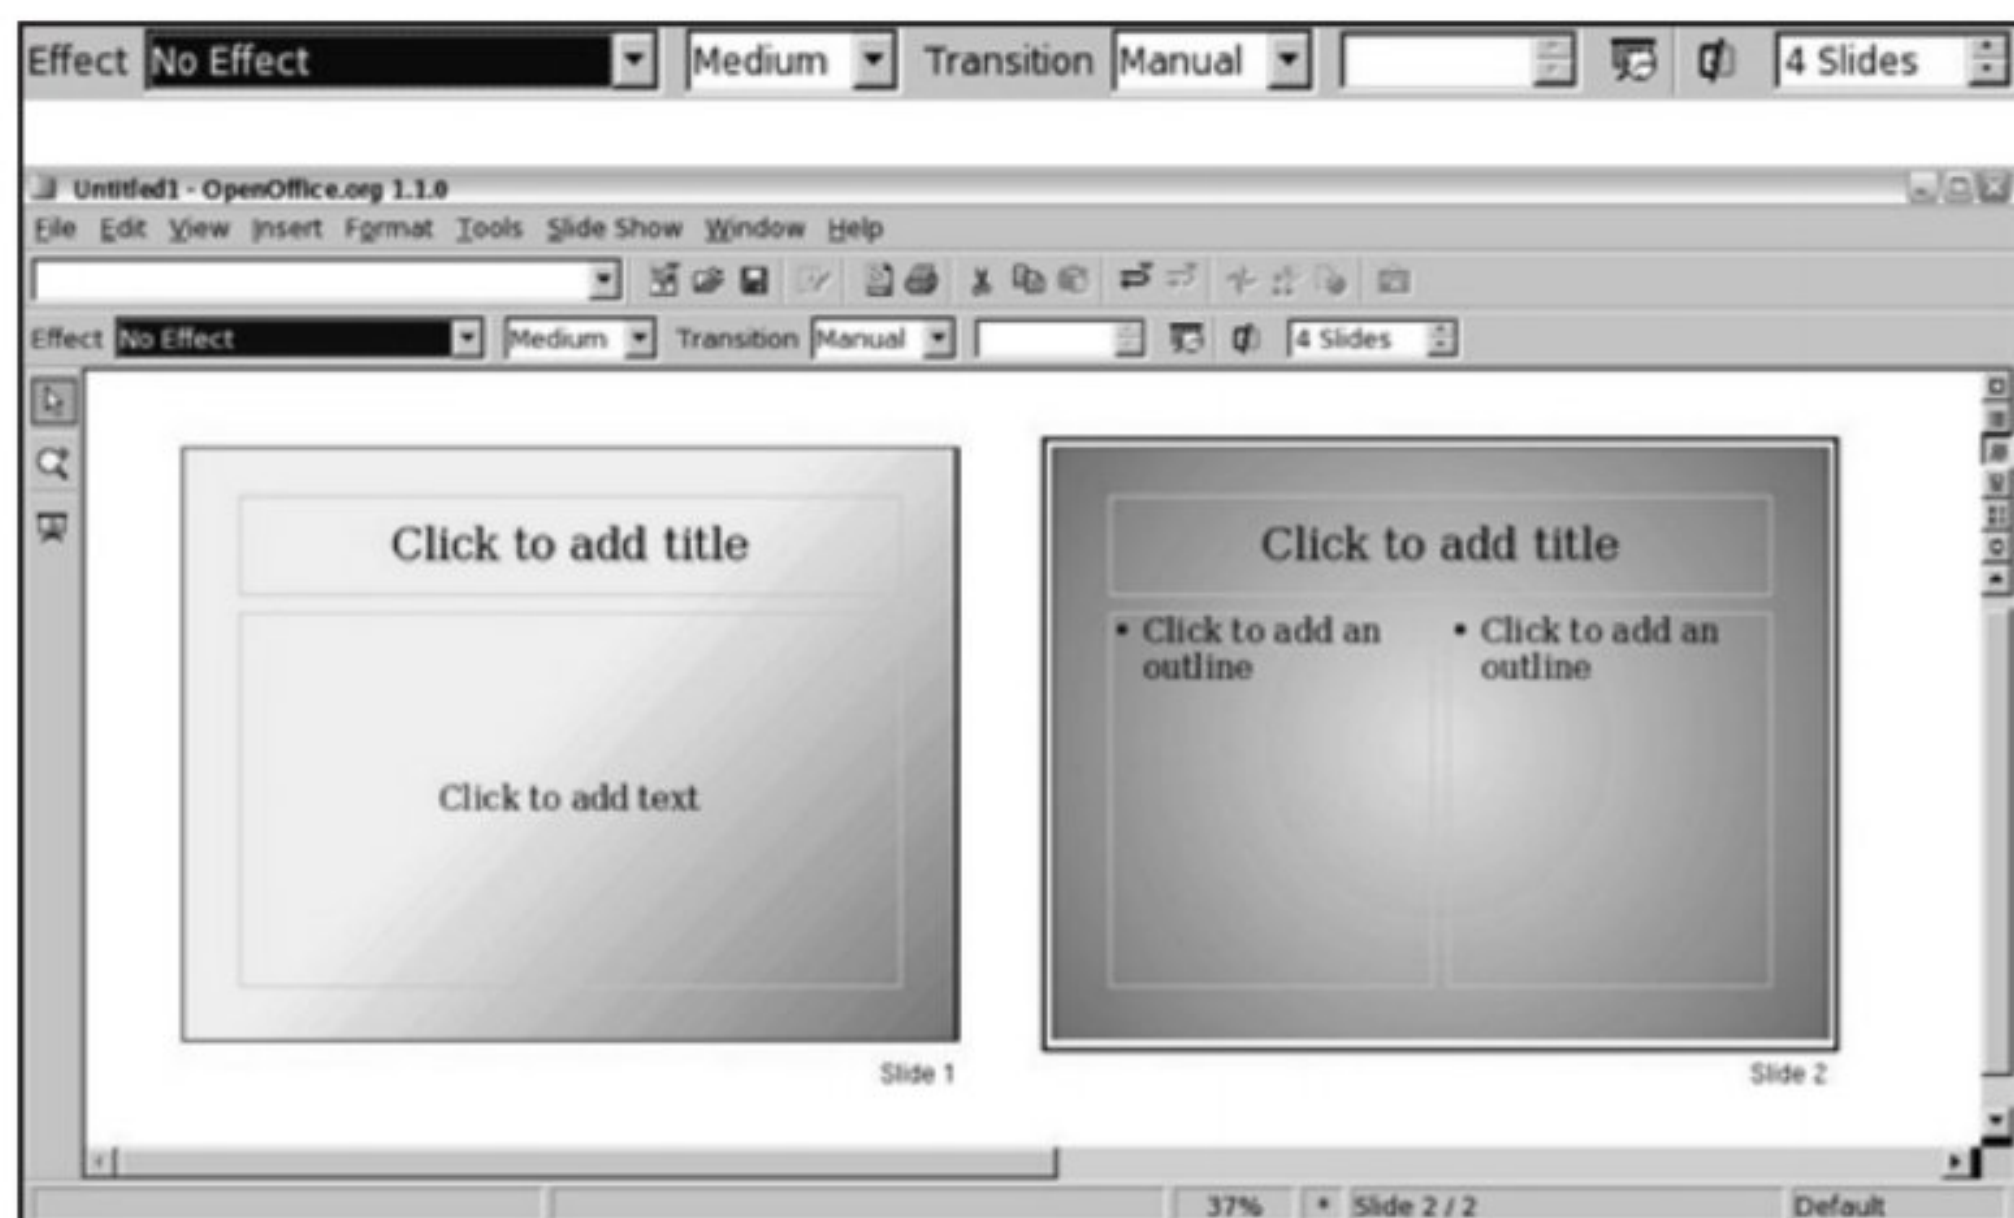 Effect No Effect Medium Transition Manual 4 Slides
Untitled1 - OpenOffice.org 1.1.0
File Edit View Insert Format Tools Slide Show Window Help
Effect No Effect Medium Transition Manual 4 Slides
Click to add title
Click to add text
Slide 1
Click to add title
• Click to add an
outline
• Click to add an
outline
Slide 2
37% * Slide 2 / 2 Default